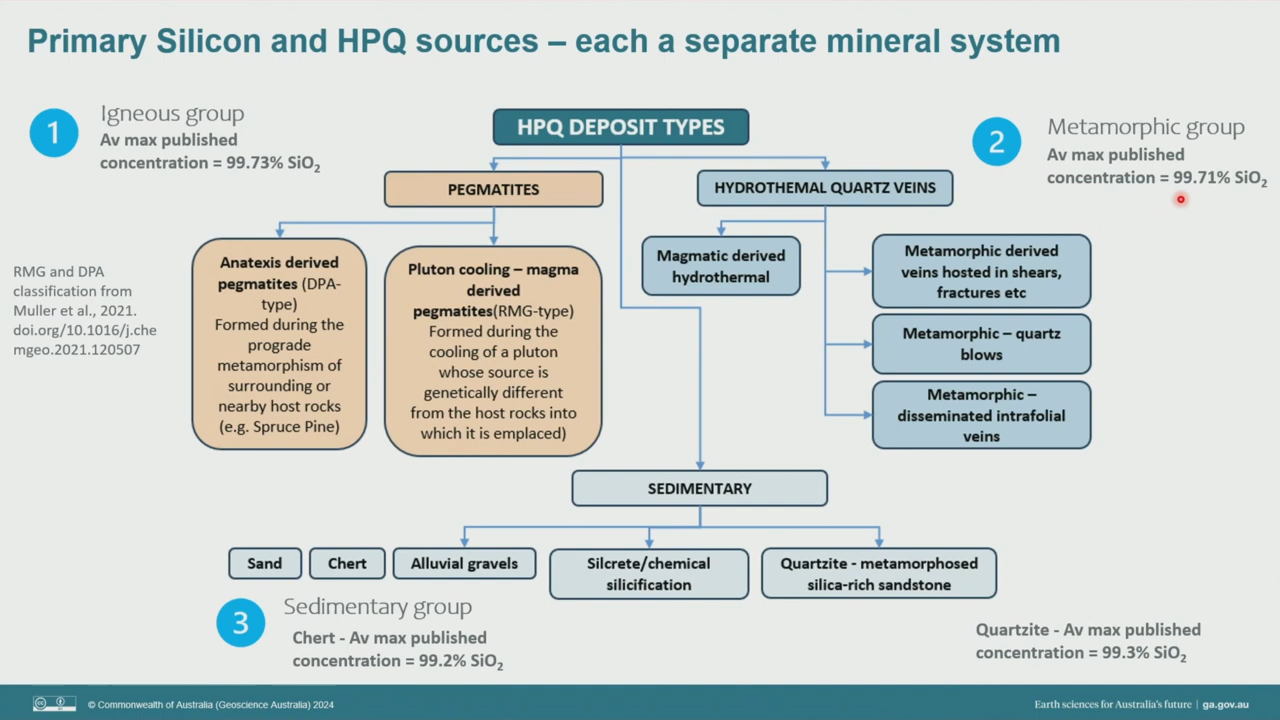 Primary Silicon and HPQ sources – each a separate mineral system
1
Igneous group
Av max published
concentration = 99.73% SiO₂
HPQ DEPOSIT TYPES
2
Metamorphic group
Av max published
concentration = 99.71% SiO₂
PEGMATITES
HYDROTHEMAL QUARTZ VEINS
RMG and DPA
classification from
Muller et al., 2021.
doi.org/10.1016/j.che
mgeo.2021.120507
Anatexis derived
pegmatites (DPA-
type)
Formed during the
prograde
metamorphism of
surrounding or
nearby host rocks
(e.g. Spruce Pine)
Pluton cooling – magma
derived
pegmatites(RMG-type)
Formed during the
cooling of a pluton
whose source is
genetically different
from the host rocks into
which it is emplaced)
Magmatic derived
hydrothermal
Metamorphic derived
veins hosted in shears,
fractures etc
Metamorphic – quartz
blows
Metamorphic –
disseminated intrafolial
veins
SEDIMENTARY
Sand
Chert
Alluvial gravels
Silcrete/chemical
silicification
Quartzite - metamorphosed
silica-rich sandstone
3
Sedimentary group
Chert - Av max published
concentration = 99.2% SiO₂
Quartzite - Av max published
concentration = 99.3% SiO₂
© Commonwealth of Australia (Geoscience Australia) 2024
Earth sciences for Australia's future | ga.gov.au